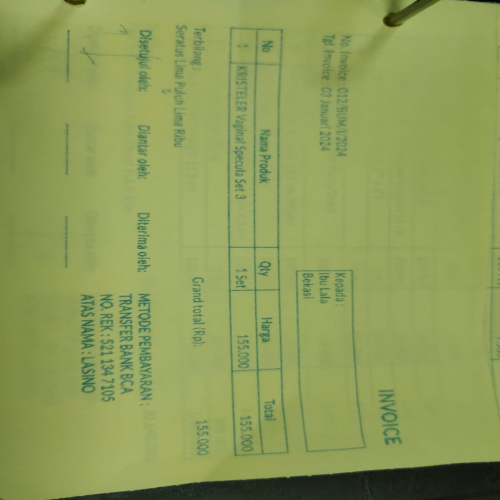 INVOICE
No. Invoice : 012/BLIM/1/2024
Tgl. Invoice : 03 Januari 2024
Kepada :
Ibu Lala
Bekasi
No Nama Produk Qty Harga Total
1 KRISTELER Vaginal Specula Set 3 1 Set 155.000 155.000
Grand total (Rp): 155.000
Terbilang :
Seratus Lima Puluh Lima Ribu
Disetujui oleh: Diantar oleh: Diterima oleh:
METODE PEMBAYARAN :
TRANSFER BANK BCA
NO. REK : 521 134 7105
ATAS NAMA : LASINO